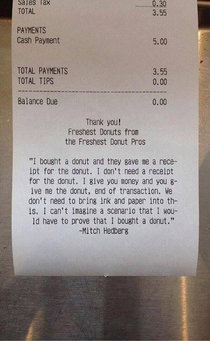 Sales Tax 0.30
TOTAL 3.55
PAYMENTS
Cash Payment 5.00
TOTAL PAYMENTS 3.55
TOTAL TIPS 0.00
Balance Due 0.00
Thank you!
Freshest Donuts from
the Freshest Donut Pros
"I bought a donut and they gave me a rece-
ipt for the donut. I don't need a receipt
for the donut. I give you money and you g-
ive me the donut, end of transaction. We
don't need to bring ink and paper into th-
is. I can't imagine a scenario that I wou-
ld have to prove that I bought a donut."
-Mitch Hedberg